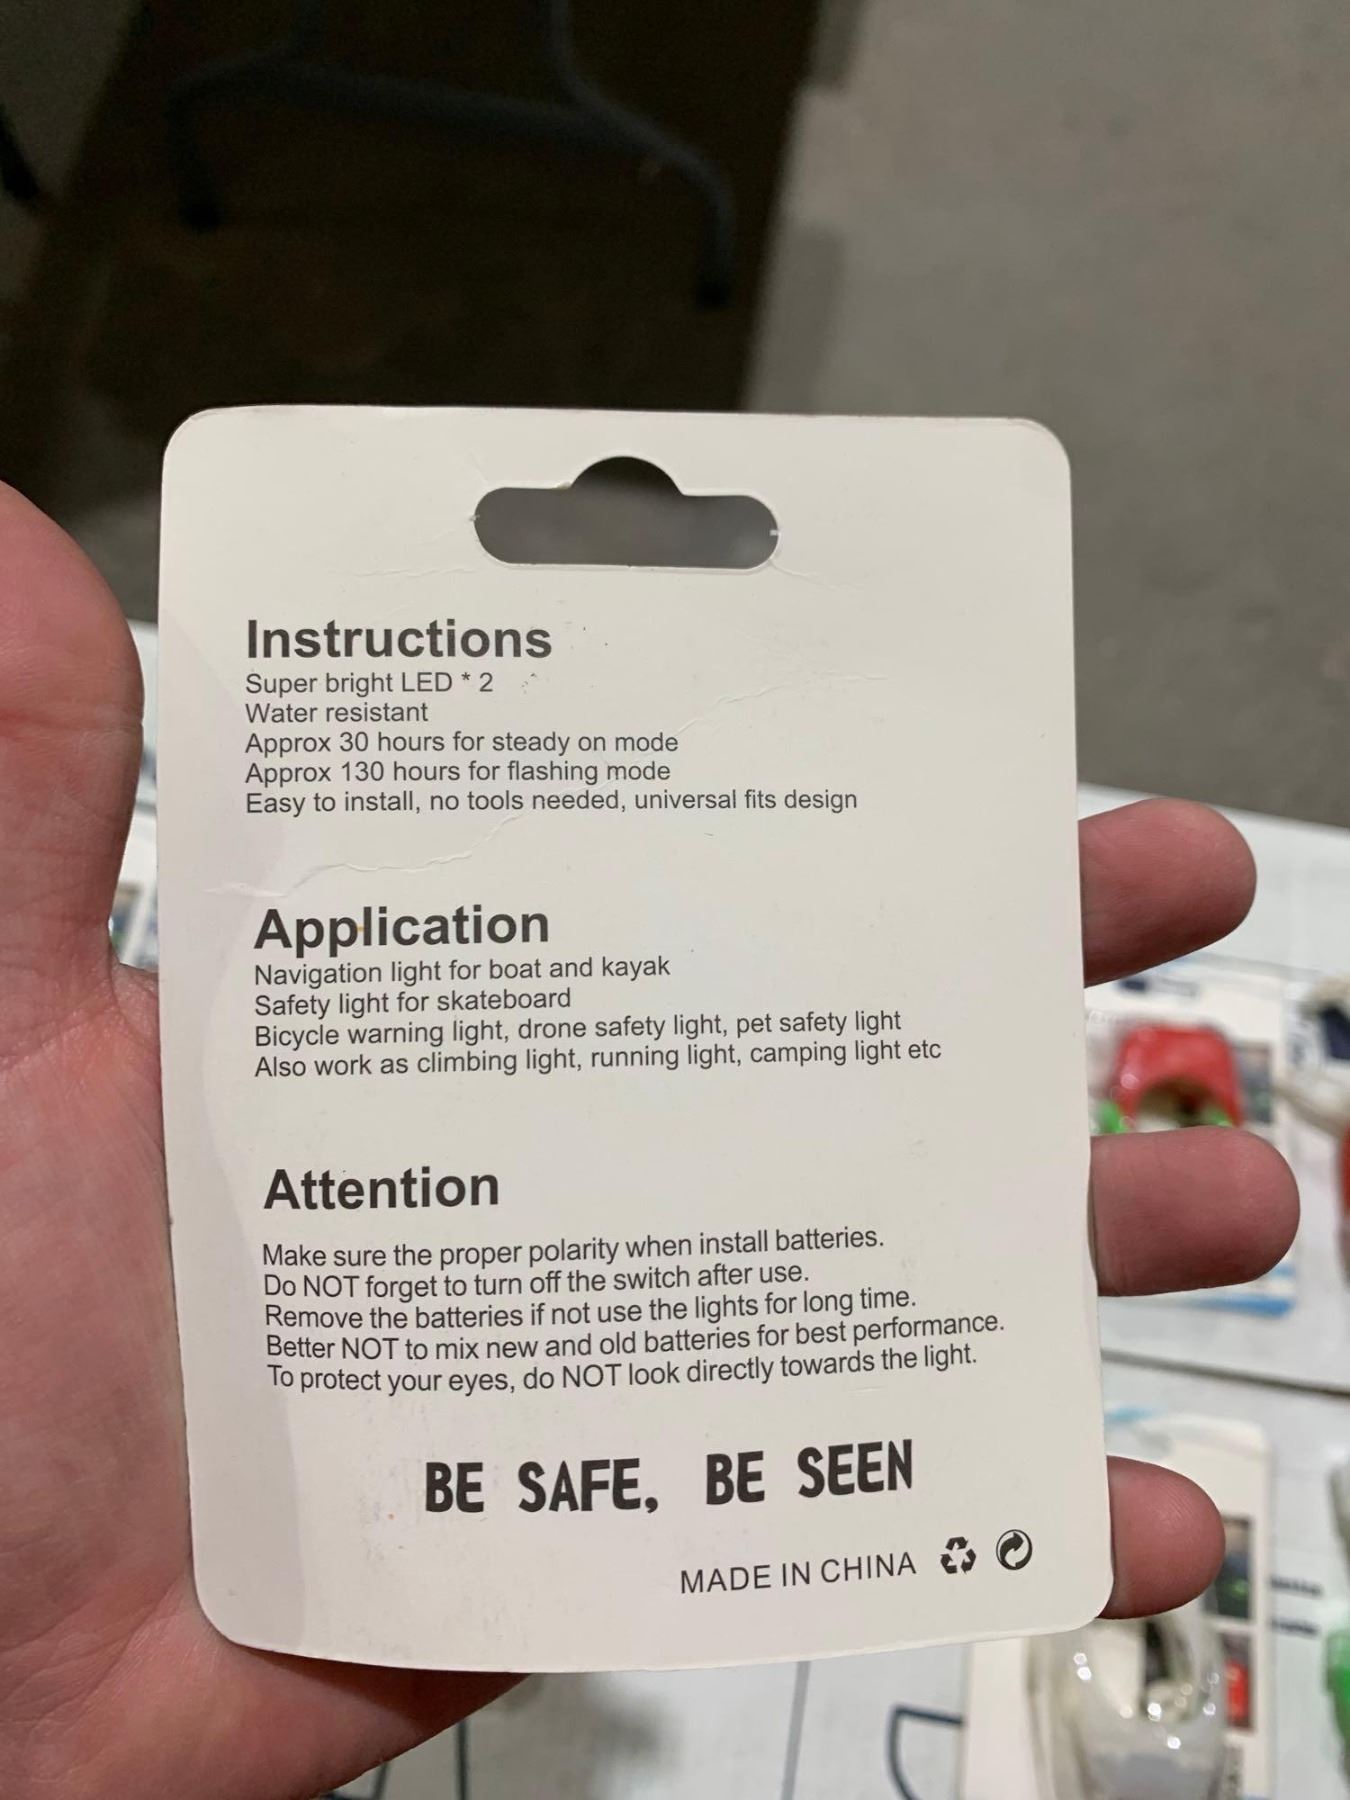 Instructions
Super bright LED * 2
Water resistant
Approx 30 hours for steady on mode
Approx 130 hours for flashing mode
Easy to install, no tools needed, universal fits design
Application
Navigation light for boat and kayak
Safety light for skateboard
Bicycle warning light, drone safety light, pet safety light
Also work as climbing light, running light, camping light etc
Attention
Make sure the proper polarity when install batteries.
Do NOT forget to turn off the switch after use.
Remove the batteries if not use the lights for long time.
Better NOT to mix new and old batteries for best performance.
To protect your eyes, do NOT look directly towards the light.
BE SAFE, BE SEEN
MADE IN CHINA